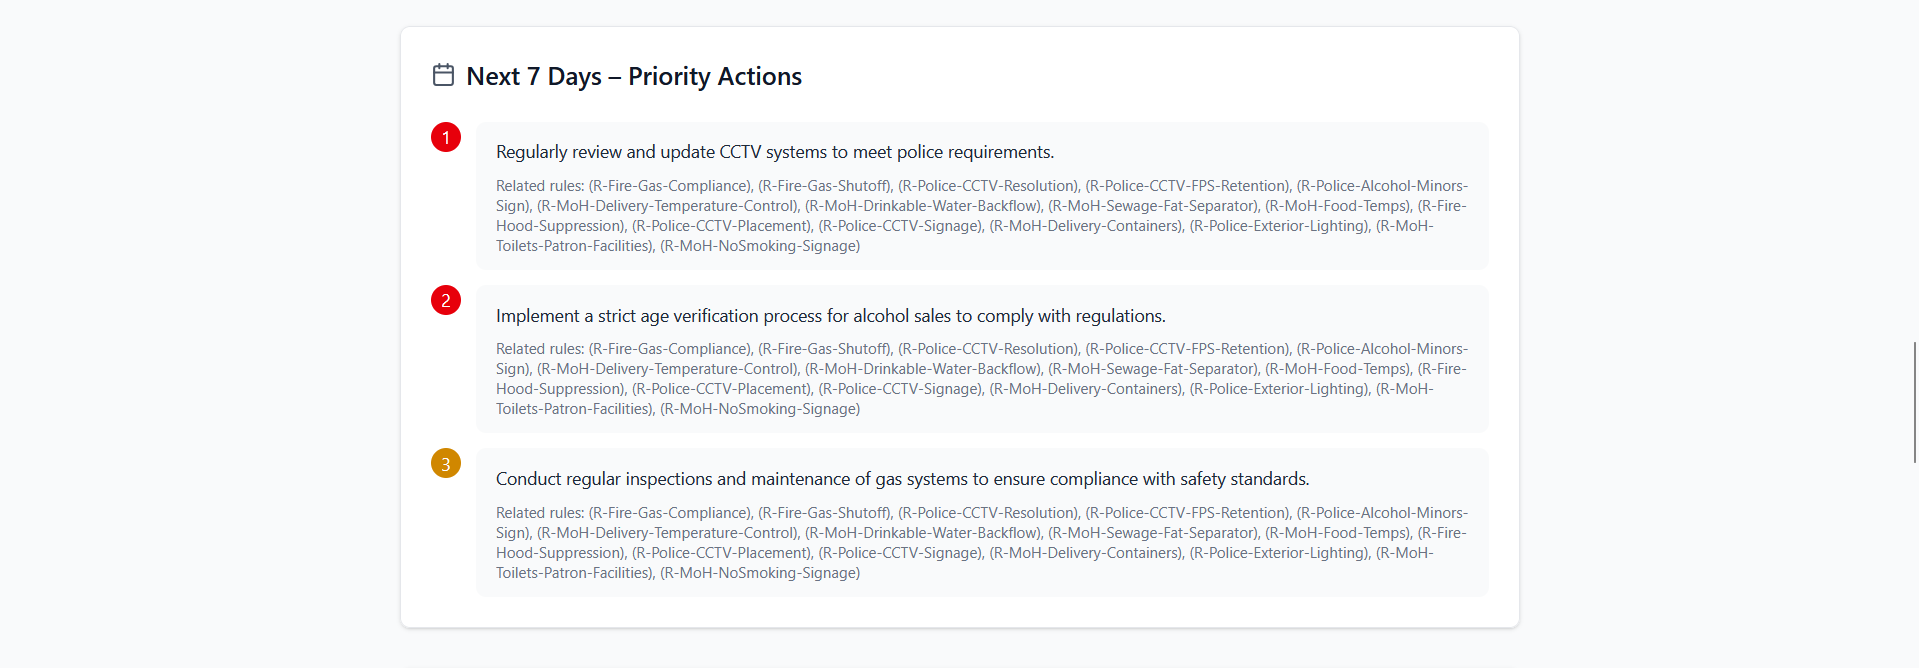 Next 7 Days – Priority Actions
1
Regularly review and update CCTV systems to meet police requirements.
Related rules: (R-Fire-Gas-Compliance), (R-Fire-Gas-Shutoff), (R-Police-CCTV-Resolution), (R-Police-CCTV-FPS-Retention), (R-Police-Alcohol-Minors-
Sign), (R-MoH-Delivery-Temperature-Control), (R-MoH-Drinkable-Water-Backflow), (R-MoH-Sewage-Fat-Separator), (R-MoH-Food-Temps), (R-Fire-
Hood-Suppression), (R-Police-CCTV-Placement), (R-Police-CCTV-Signage), (R-MoH-Delivery-Containers), (R-Police-Exterior-Lighting), (R-MoH-
Toilets-Patron-Facilities), (R-MoH-NoSmoking-Signage)
2
Implement a strict age verification process for alcohol sales to comply with regulations.
Related rules: (R-Fire-Gas-Compliance), (R-Fire-Gas-Shutoff), (R-Police-CCTV-Resolution), (R-Police-CCTV-FPS-Retention), (R-Police-Alcohol-Minors-
Sign), (R-MoH-Delivery-Temperature-Control), (R-MoH-Drinkable-Water-Backflow), (R-MoH-Sewage-Fat-Separator), (R-MoH-Food-Temps), (R-Fire-
Hood-Suppression), (R-Police-CCTV-Placement), (R-Police-CCTV-Signage), (R-MoH-Delivery-Containers), (R-Police-Exterior-Lighting), (R-MoH-
Toilets-Patron-Facilities), (R-MoH-NoSmoking-Signage)
3
Conduct regular inspections and maintenance of gas systems to ensure compliance with safety standards.
Related rules: (R-Fire-Gas-Compliance), (R-Fire-Gas-Shutoff), (R-Police-CCTV-Resolution), (R-Police-CCTV-FPS-Retention), (R-Police-Alcohol-Minors-
Sign), (R-MoH-Delivery-Temperature-Control), (R-MoH-Drinkable-Water-Backflow), (R-MoH-Sewage-Fat-Separator), (R-MoH-Food-Temps), (R-Fire-
Hood-Suppression), (R-Police-CCTV-Placement), (R-Police-CCTV-Signage), (R-MoH-Delivery-Containers), (R-Police-Exterior-Lighting), (R-MoH-
Toilets-Patron-Facilities), (R-MoH-NoSmoking-Signage)